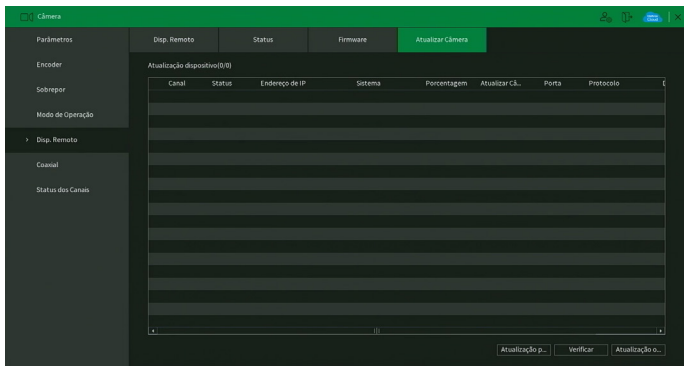 Câmera
Parâmetros
Disp. Remoto Status Firmware Atualizar Câmera
Encoder
Atualização dispositivo(0/0)
Canal Status Endereço de IP Sistema Porcentagem Atualizar Câ... Porta Protocolo
Sobrepor
Modo de Operação
Disp. Remoto
Coaxial
Status dos Canais
Atualização p... Verificar Atualização o...